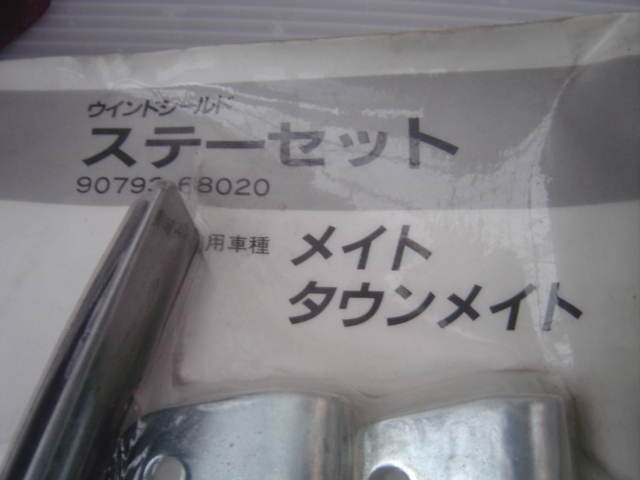 ウインドシールド
ステーセット
90793-68020
用車種
メイト
タウンメイト